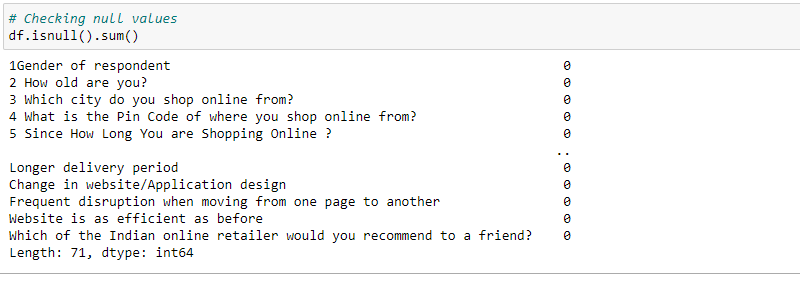 # Checking null values
df.isnull().sum()
1Gender of respondent 0
2 How old are you? 0
3 Which city do you shop online from? 0
4 What is the Pin Code of where you shop online from? 0
5 Since How Long You are Shopping Online ? 0
..
Longer delivery period 0
Change in website/Application design 0
Frequent disruption when moving from one page to another 0
Website is as efficient as before 0
Which of the Indian online retailer would you recommend to a friend? 0
Length: 71, dtype: int64